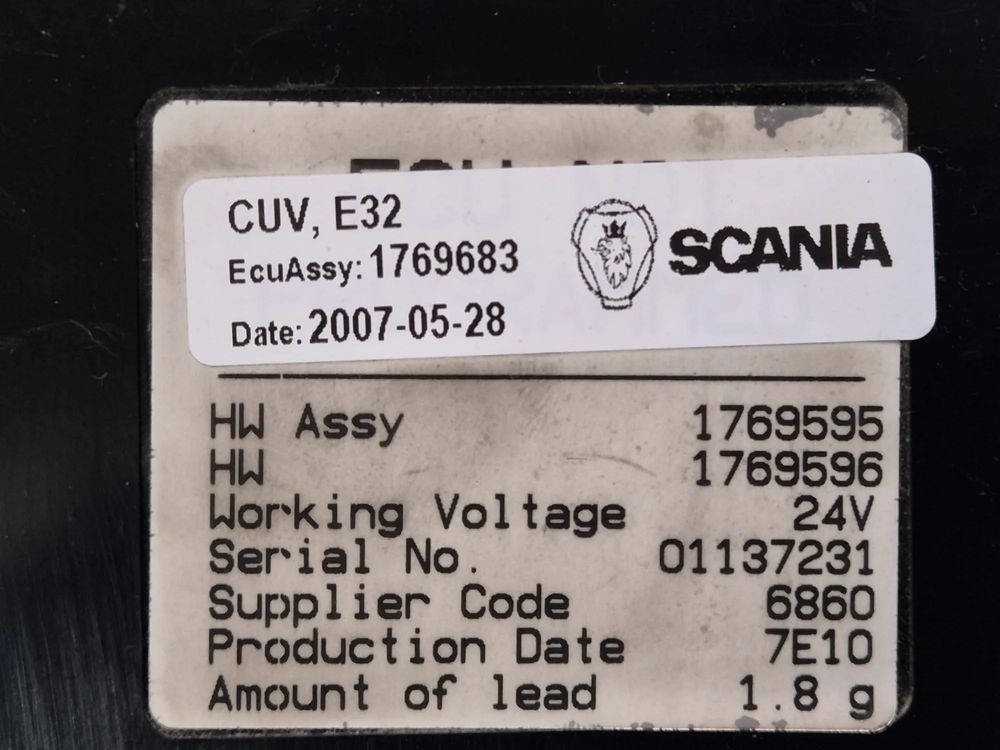 CUV, E32
EcuAssy: 1769683
SCANIA
Date: 2007-05-28
HW Assy 1769595
HW 1769596
Working Voltage 24V
Serial No. 01137231
Supplier Code 6860
Production Date 7E10
Amount of lead 1.8 g